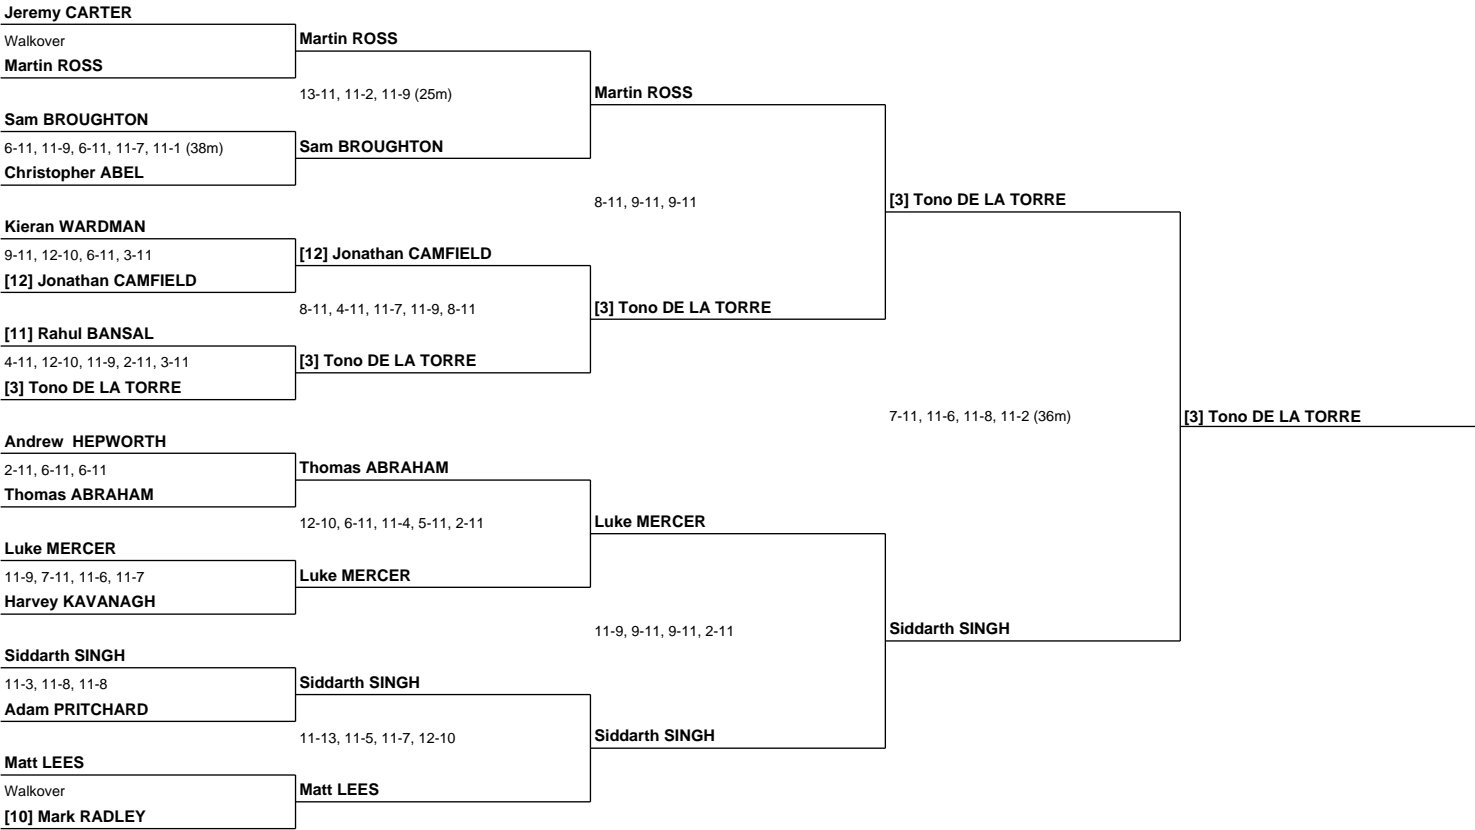 Jeremy CARTER
Walkover
Martin ROSS
Sam BROUGHTON
6-11, 11-9, 6-11, 11-7, 11-1 (38m)
Christopher ABEL
Kieran WARDMAN
9-11, 12-10, 6-11, 3-11
[12] Jonathan CAMFIELD
[11] Rahul BANSAL
4-11, 12-10, 11-9, 2-11, 3-11
[3] Tono DE LA TORRE
Andrew  HEPWORTH
2-11, 6-11, 6-11
Thomas ABRAHAM
Luke MERCER
11-9, 7-11, 11-6, 11-7
Harvey KAVANAGH
Siddarth SINGH
11-3, 11-8, 11-8
Adam PRITCHARD
Matt LEES
Walkover
[10] Mark RADLEY
Martin ROSS
13-11, 11-2, 11-9 (25m)
Sam BROUGHTON
[12] Jonathan CAMFIELD
8-11, 4-11, 11-7, 11-9, 8-11
[3] Tono DE LA TORRE
Thomas ABRAHAM
12-10, 6-11, 11-4, 5-11, 2-11
Luke MERCER
Siddarth SINGH
11-13, 11-5, 11-7, 12-10
Matt LEES
Martin ROSS
8-11, 9-11, 9-11
[3] Tono DE LA TORRE
Luke MERCER
11-9, 9-11, 9-11, 2-11
Siddarth SINGH
[3] Tono DE LA TORRE
7-11, 11-6, 11-8, 11-2 (36m)
Siddarth SINGH
[3] Tono DE LA TORRE